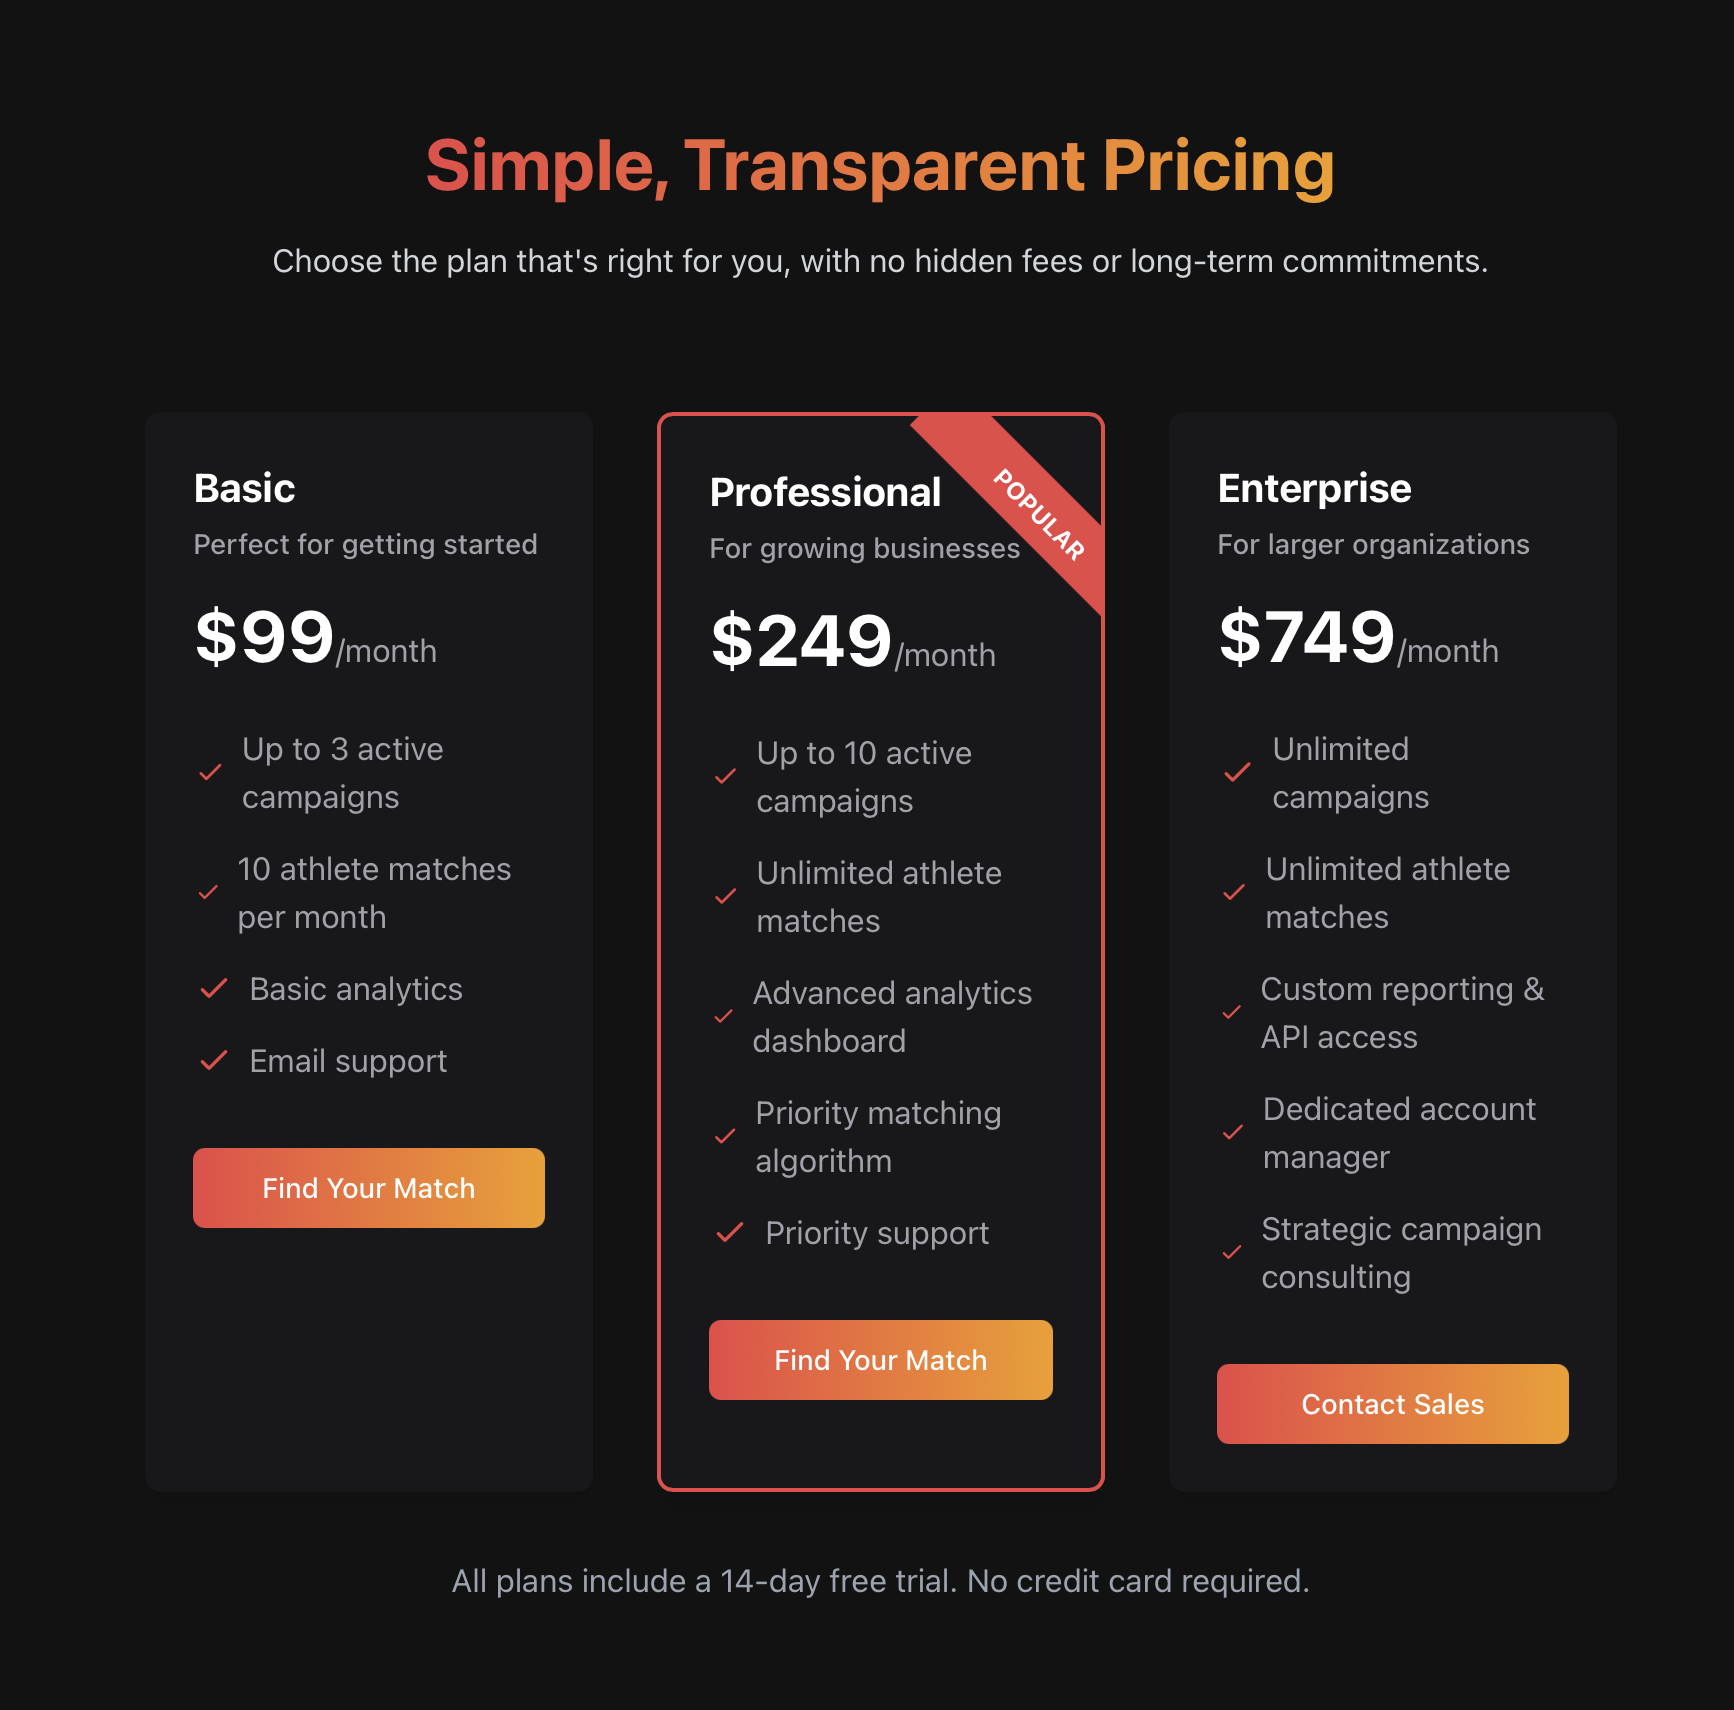 Simple, Transparent Pricing
Choose the plan that's right for you, with no hidden fees or long-term commitments.
Basic
Perfect for getting started
$99/month
Up to 3 active
campaigns
10 athlete matches
per month
Basic analytics
Email support
Find Your Match
POPULAR
Professional
For growing businesses
$249/month
Up to 10 active
campaigns
Unlimited athlete
matches
Advanced analytics
dashboard
Priority matching
algorithm
Priority support
Find Your Match
Enterprise
For larger organizations
$749/month
Unlimited
campaigns
Unlimited athlete
matches
Custom reporting &
API access
Dedicated account
manager
Strategic campaign
consulting
Contact Sales
All plans include a 14-day free trial. No credit card required.